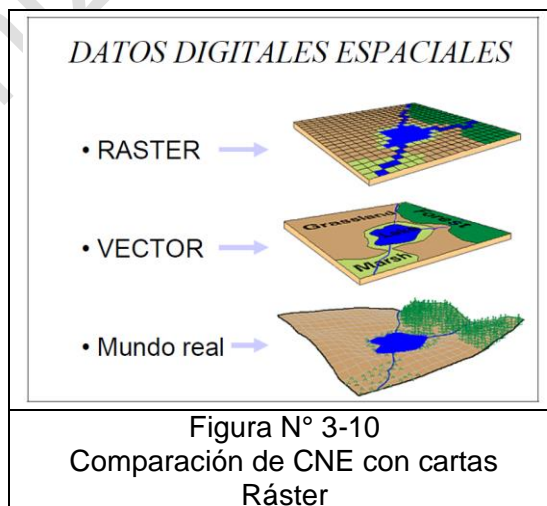 DATOS DIGITALES ESPACIALES
• RASTER
• VECTOR
Grassland
Forest
Marsh
• Mundo real
Figura N° 3-10
Comparación de CNE con cartas
Ráster